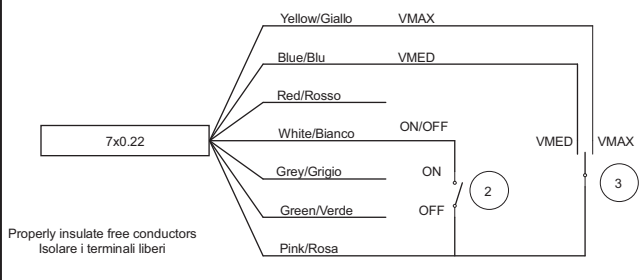 Yellow/Giallo VMAX
Blue/Blu VMED
Red/Rosso
White/Bianco ON/OFF
7x0.22
VMED VMAX
Grey/Grigio ON
2
3
Green/Verde OFF
Properly insulate free conductors
Isolare i terminali liberi
Pink/Rosa